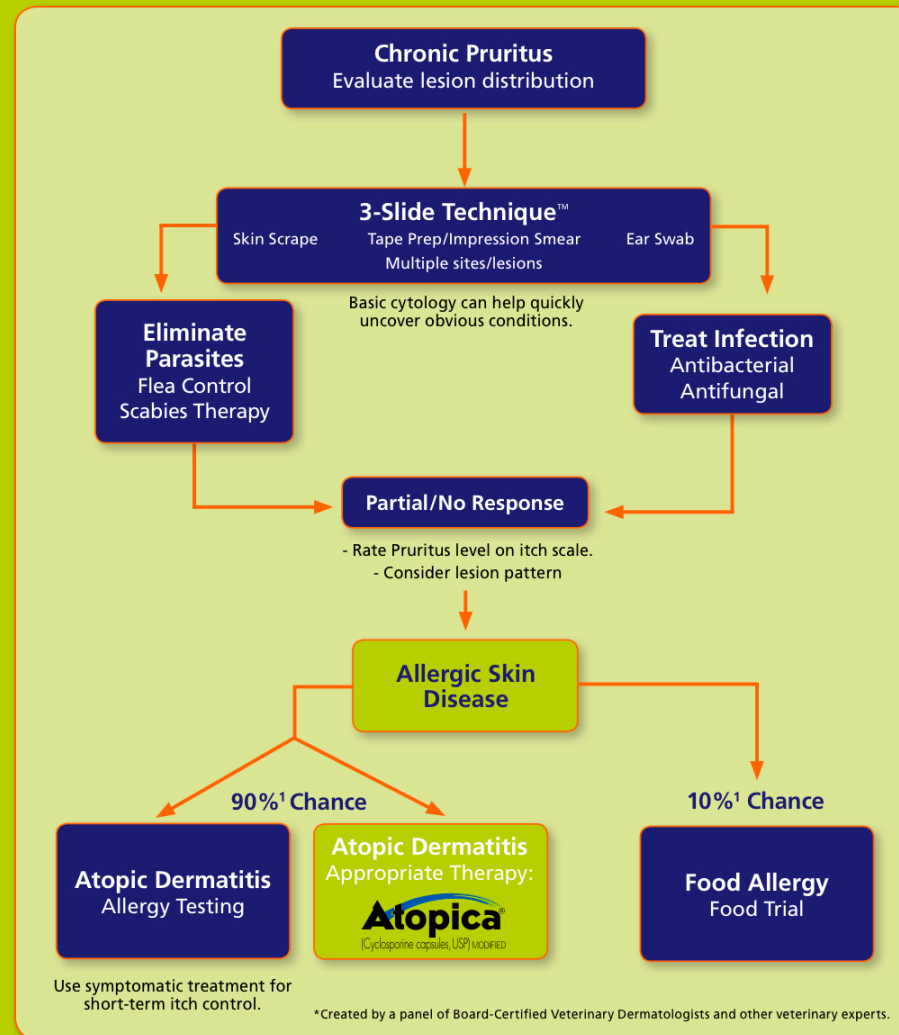 Chronic Pruritus
Evaluate lesion distribution
3-Slide Technique™
Skin Scrape Tape Prep/Impression Smear Ear Swab
Multiple sites/lesions
Basic cytology can help quickly
uncover obvious conditions.
Eliminate
Parasites
Flea Control
Scabies Therapy
Treat Infection
Antibacterial
Antifungal
Partial/No Response
- Rate Pruritus level on itch scale.
- Consider lesion pattern
Allergic Skin
Disease
90%¹ Chance
10%¹ Chance
Atopic Dermatitis
Allergy Testing
Atopic Dermatitis
Appropriate Therapy:
Atopica®
(Cyclosporine capsules, USP) MODIFIED
Food Allergy
Food Trial
Use symptomatic treatment for
short-term itch control.
*Created by a panel of Board-Certified Veterinary Dermatologists and other veterinary experts.